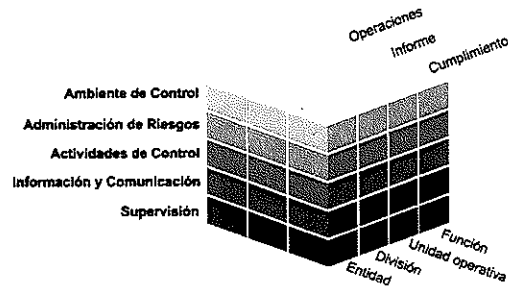 Operaciones
Informe
Cumplimiento
Ambiente de Control
Administración de Riesgos
Actividades de Control
Información y Comunicación
Supervisión
Función
Unidad operativa
División
Entidad